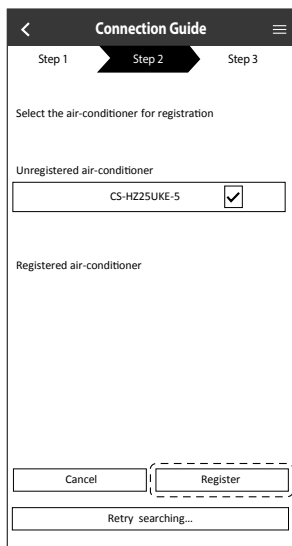 Connection Guide
Step 1 Step 2 Step 3
Select the air-conditioner for registration
Unregistered air-conditioner
CS-HZ25UKE-5
Registered air-conditioner
Cancel Register
Retry searching...